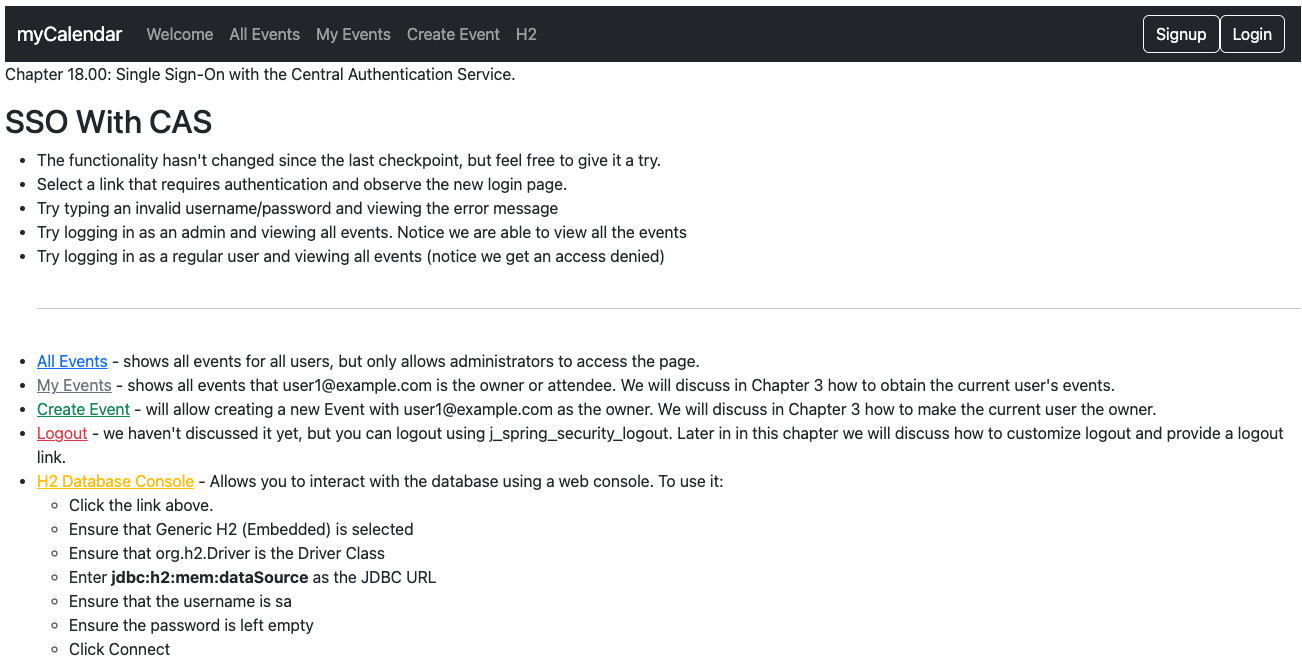 myCalendar Welcome All Events My Events Create Event H2 Signup Login
Chapter 18.00: Single Sign-On with the Central Authentication Service.
SSO With CAS
• The functionality hasn't changed since the last checkpoint, but feel free to give it a try.
• Select a link that requires authentication and observe the new login page.
• Try typing an invalid username/password and viewing the error message
• Try logging in as an admin and viewing all events. Notice we are able to view all the events
• Try logging in as a regular user and viewing all events (notice we get an access denied)
• All Events - shows all events for all users, but only allows administrators to access the page.
• My Events - shows all events that user1@example.com is the owner or attendee. We will discuss in Chapter 3 how to obtain the current user's events.
• Create Event - will allow creating a new Event with user1@example.com as the owner. We will discuss in Chapter 3 how to make the current user the owner.
• Logout - we haven't discussed it yet, but you can logout using j_spring_security_logout. Later in in this chapter we will discuss how to customize logout and provide a logout
link.
• H2 Database Console - Allows you to interact with the database using a web console. To use it:
◦ Click the link above.
◦ Ensure that Generic H2 (Embedded) is selected
◦ Ensure that org.h2.Driver is the Driver Class
◦ Enter jdbc:h2:mem:dataSource as the JDBC URL
◦ Ensure that the username is sa
◦ Ensure the password is left empty
◦ Click Connect